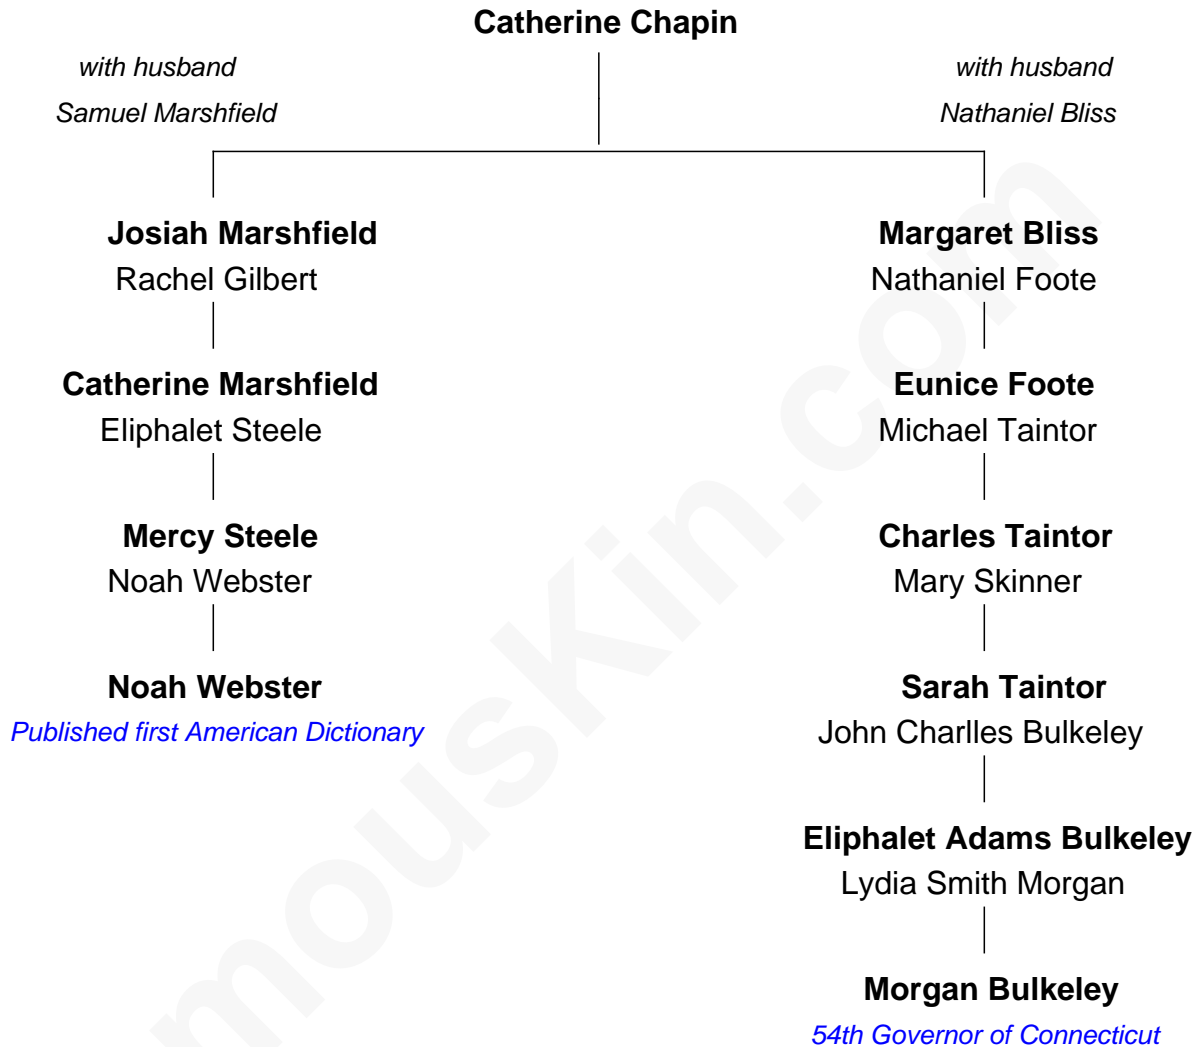 Catherine Chapin
with husband
Samuel Marshfield
with husband
Nathaniel Bliss
Josiah Marshfield
Rachel Gilbert
Margaret Bliss
Nathaniel Foote
Catherine Marshfield
Eliphalet Steele
Eunice Foote
Michael Taintor
Mercy Steele
Noah Webster
Charles Taintor
Mary Skinner
Noah Webster
Published first American Dictionary
Sarah Taintor
John Charlles Bulkeley
Eliphalet Adams Bulkeley
Lydia Smith Morgan
Morgan Bulkeley
54th Governor of Connecticut
mousKin.com